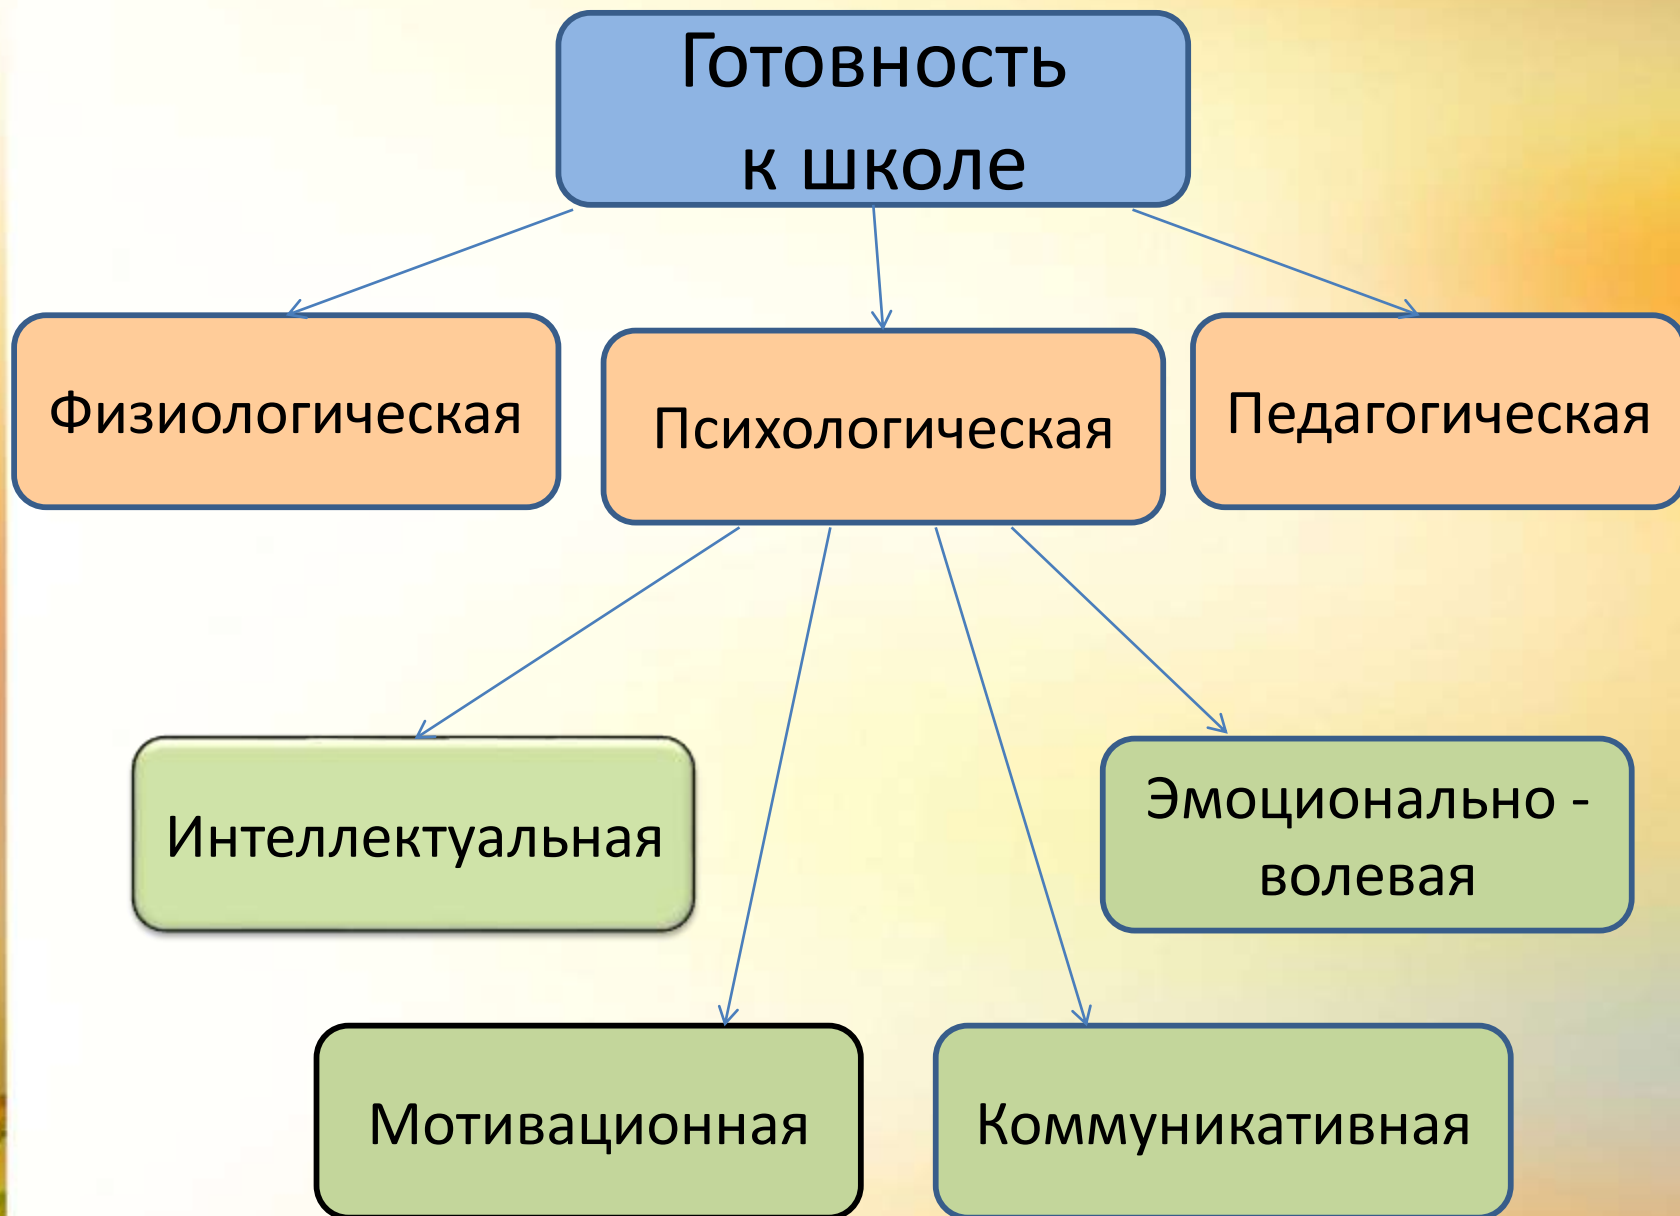 Готовность
к школе
Физиологическая
Психологическая
Педагогическая
Интеллектуальная
Эмоционально -
волевая
Мотивационная
Коммуникативная